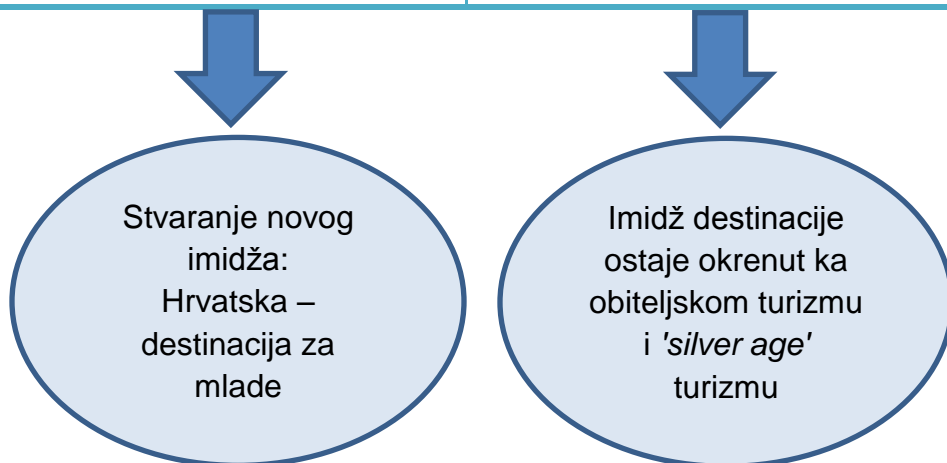 Stvaranje novog
imidža:
Hrvatska –
destinacija za
mlade
Imidž destinacije
ostaje okrenut ka
obiteljskom turizmu
i 'silver age'
turizmu